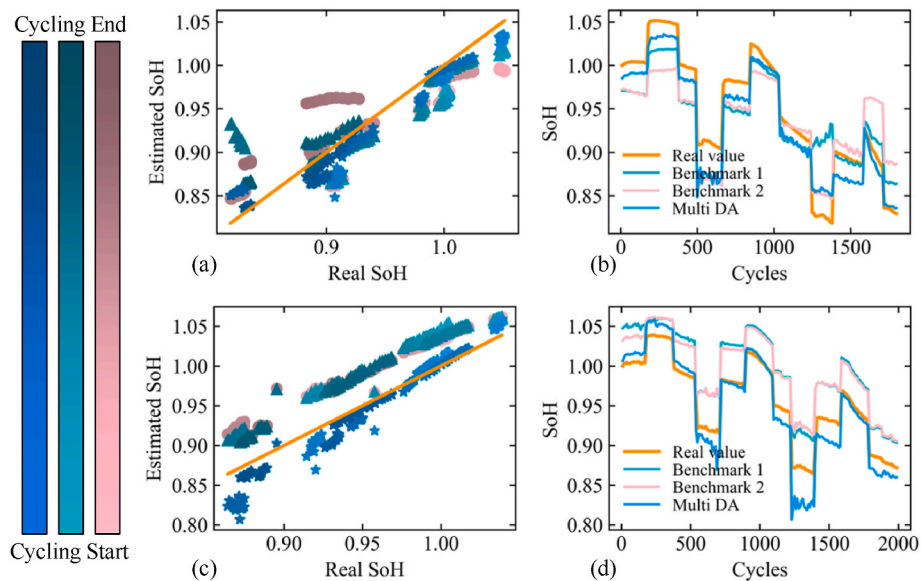 Cycling End
Cycling Start
Estimated SoH
1.05
1.00
0.95
0.90
0.85
0.9
1.0
(a)
Real SoH
SoH
1.05
1.00
0.95
0.90
0.85
Real value
Benchmark 1
Benchmark 2
Multi DA
0
500
1000
1500
(b)
Cycles
Estimated SoH
1.05
1.00
0.95
0.90
0.85
0.80
0.90
0.95
1.00
(c)
Real SoH
SoH
1.05
1.00
0.95
0.90
0.85
0.80
Real value
Benchmark 1
Benchmark 2
Multi DA
0
500
1000
1500
2000
(d)
Cycles